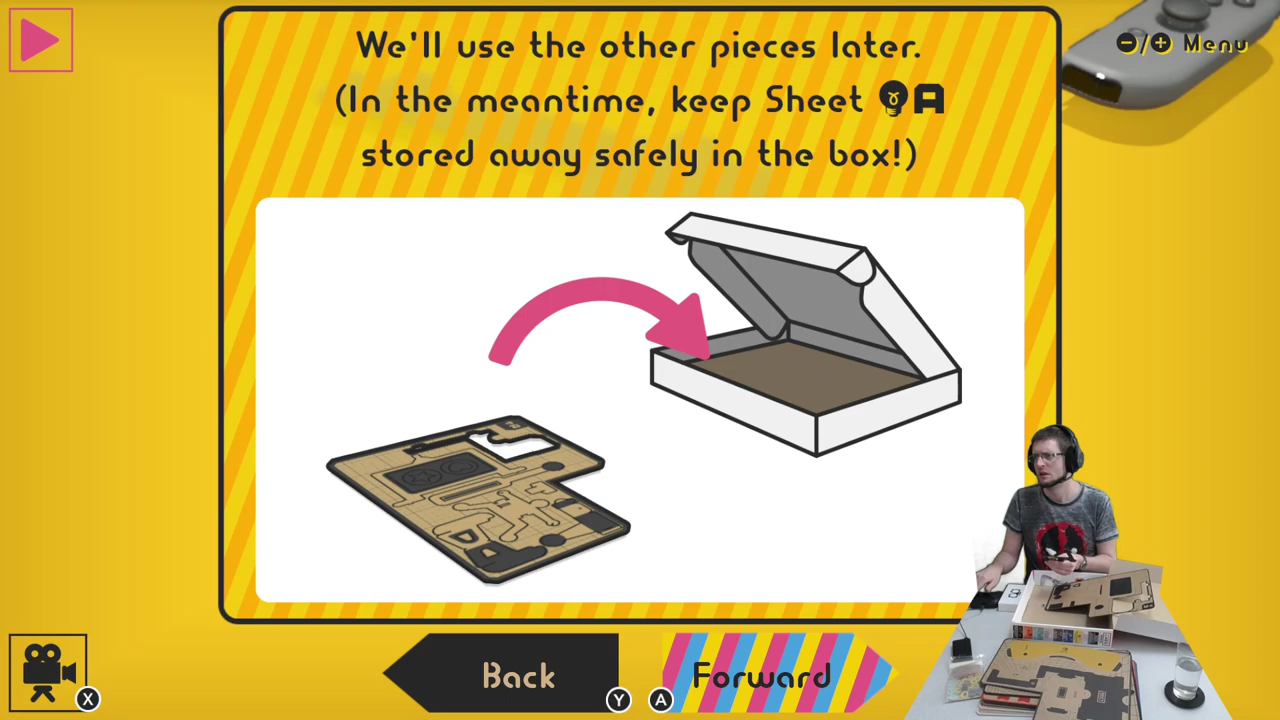 We'll use the other pieces later.
(In the meantime, keep Sheet A
stored away safely in the box!)
−/+ Menu
Back
Y
A
Forward
X